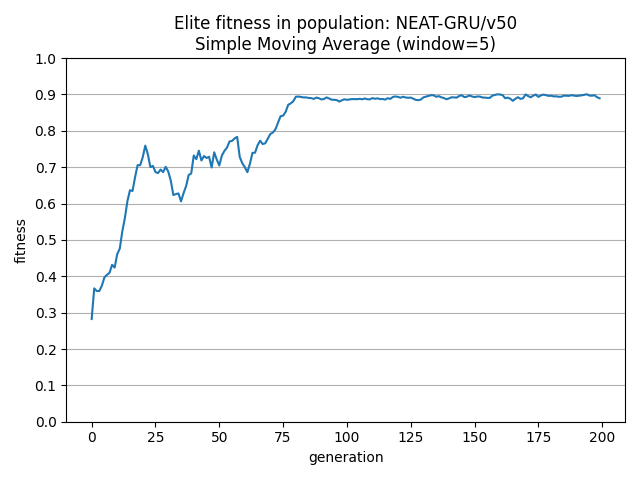 Elite fitness in population: NEAT-GRU/v50
Simple Moving Average (window=5)
1.0
0.9
0.8
0.7
0.6
0.5
0.4
0.3
0.2
0.1
0.0
fitness
0 25 50 75 100 125 150 175 200
generation